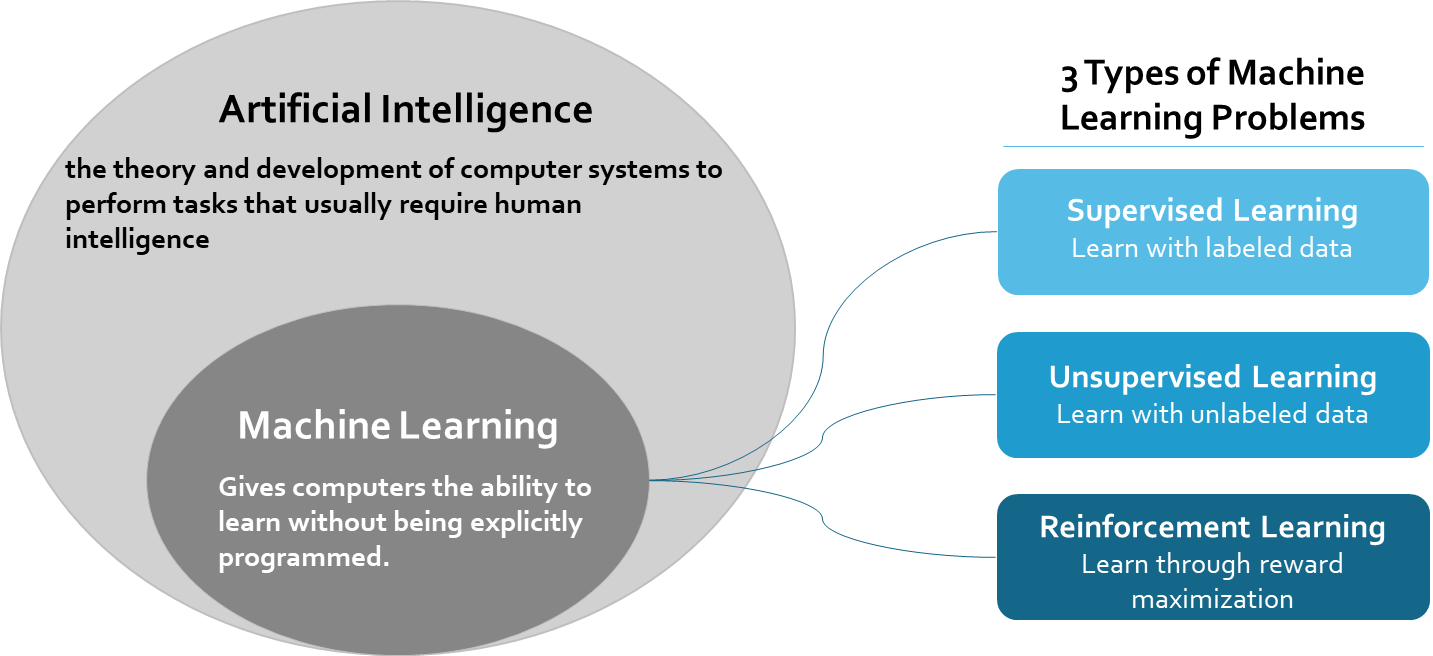 Artificial Intelligence
the theory and development of computer systems to
perform tasks that usually require human
intelligence
Machine Learning
Gives computers the ability to
learn without being explicitly
programmed.
3 Types of Machine
Learning Problems
Supervised Learning
Learn with labeled data
Unsupervised Learning
Learn with unlabeled data
Reinforcement Learning
Learn through reward
maximization